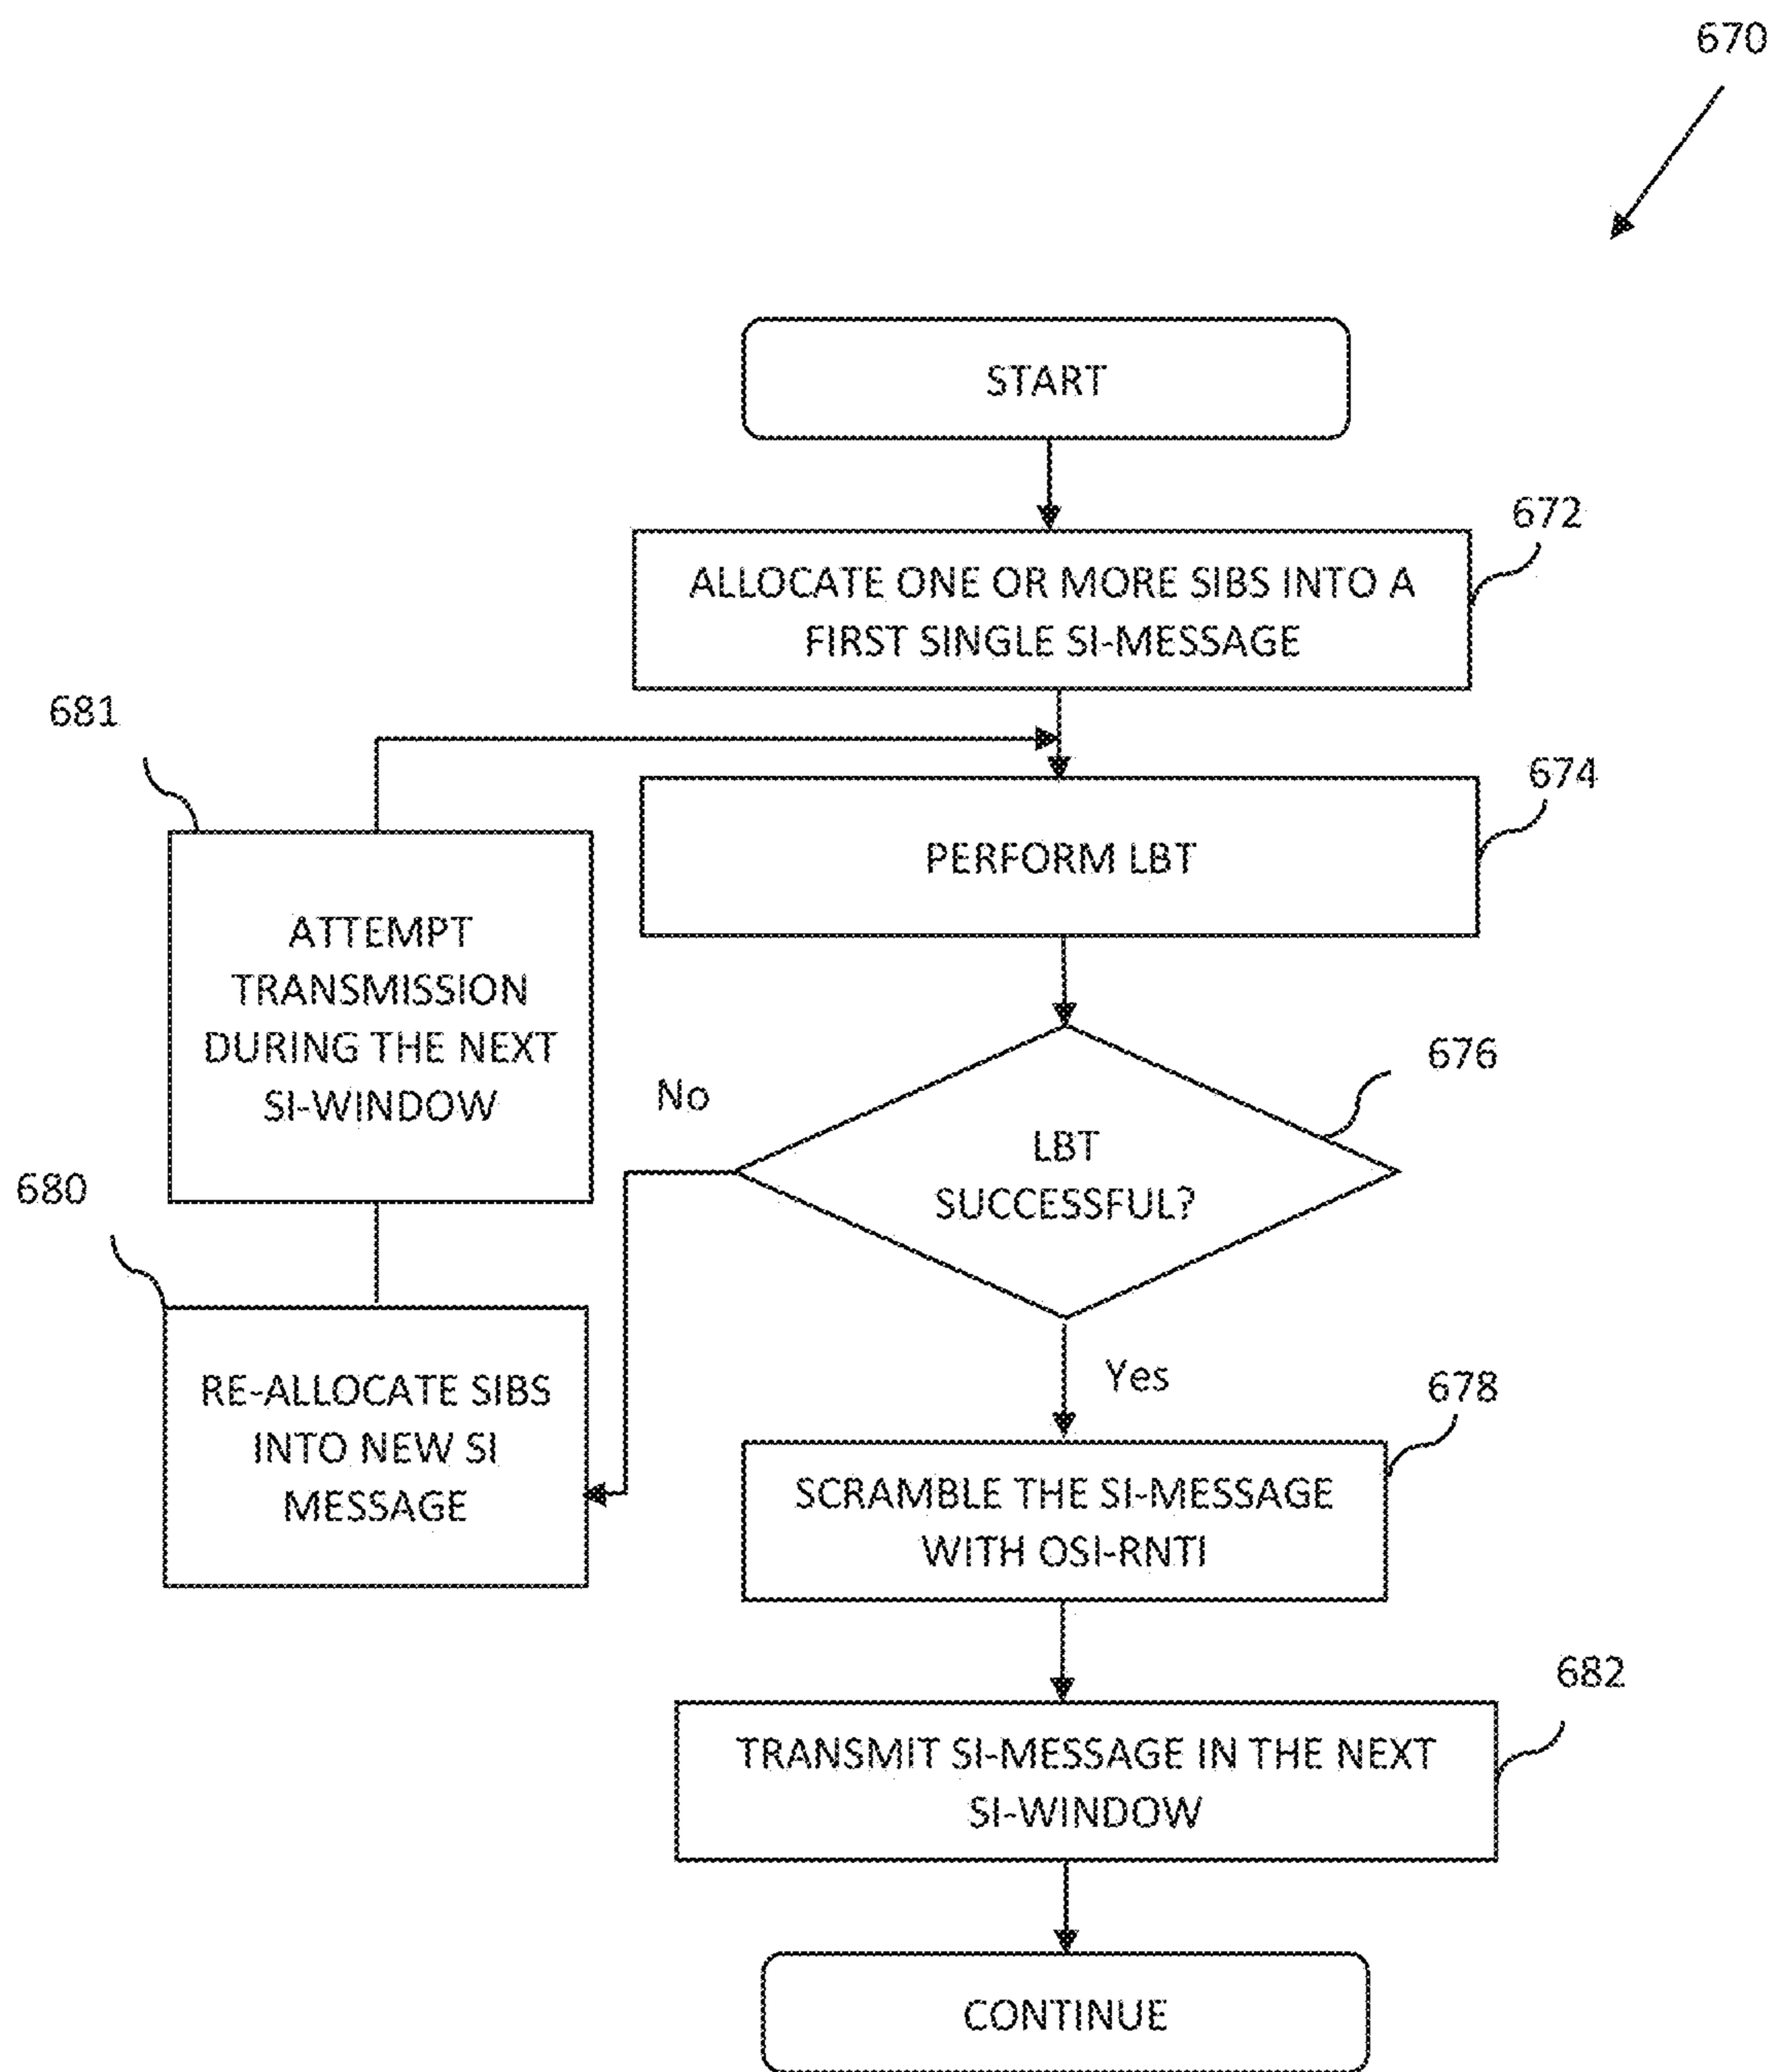 670
START
672
ALLOCATE ONE OR MORE SIBS INTO A
FIRST SINGLE SI-MESSAGE
681
674
PERFORM LBT
ATTEMPT
TRANSMISSION
DURING THE NEXT
SI-WINDOW
676
No
LBT
SUCCESSFUL?
680
RE-ALLOCATE SIBS
INTO NEW SI
MESSAGE
Yes
678
SCRAMBLE THE SI-MESSAGE
WITH OSI-RNTI
682
TRANSMIT SI-MESSAGE IN THE NEXT
SI-WINDOW
CONTINUE